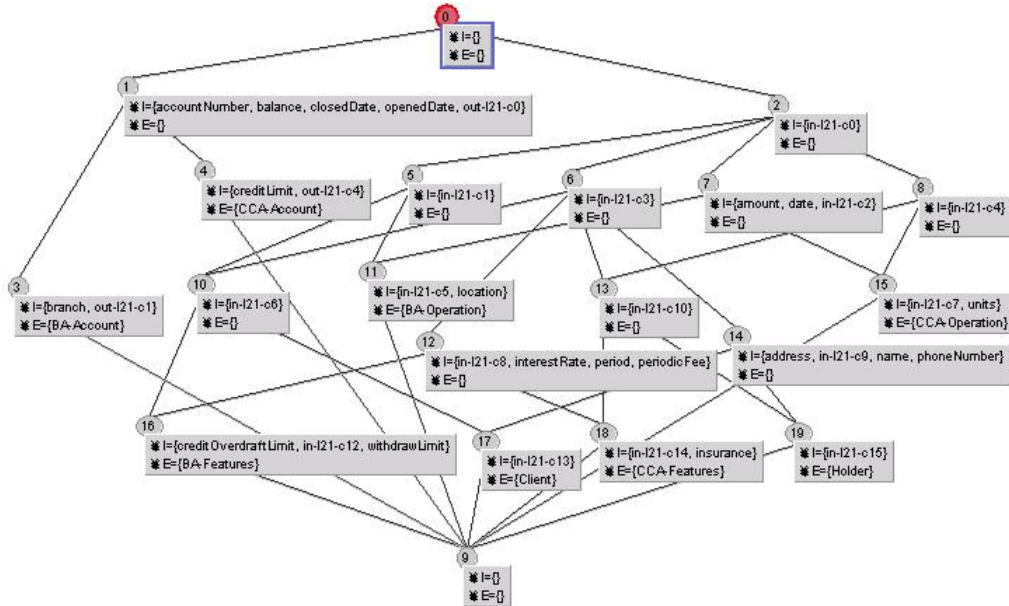 0
I={}
E={}
1
I={accountNumber, balance, closedDate, openedDate, out-I21-c0}
E={}
2
I={in-I21-c0}
E={}
4
I={creditLimit, out-I21-c4}
E={CCA-Account}
5
I={in-I21-c1}
E={}
6
I={in-I21-c3}
E={}
7
I={amount, date, in-I21-c2}
E={}
8
I={in-I21-c4}
E={}
3
I={branch, out-I21-c1}
E={BA-Account}
10
I={in-I21-c6}
E={}
11
I={in-I21-c5, location}
E={BA-Operation}
13
I={in-I21-c10}
E={}
15
I={in-I21-c7, units}
E={CCA-Operation}
12
I={in-I21-c8, interestRate, period, periodicFee}
E={}
14
I={address, in-I21-c9, name, phoneNumber}
E={}
16
I={creditOverdraftLimit, in-I21-c12, withdrawLimit}
E={BA-Features}
17
I={in-I21-c13}
E={Client}
18
I={in-I21-c14, insurance}
E={CCA-Features}
19
I={in-I21-c15}
E={Holder}
9
I={}
E={}